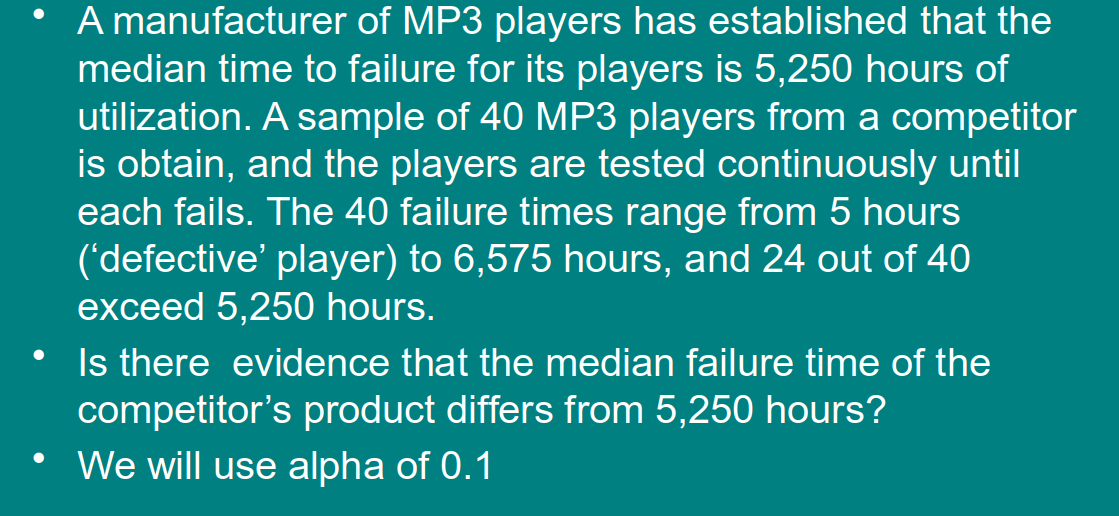 • A manufacturer of MP3 players has established that the
median time to failure for its players is 5,250 hours of
utilization. A sample of 40 MP3 players from a competitor
is obtain, and the players are tested continuously until
each fails. The 40 failure times range from 5 hours
(‘defective’ player) to 6,575 hours, and 24 out of 40
exceed 5,250 hours.
• Is there  evidence that the median failure time of the
competitor’s product differs from 5,250 hours?
• We will use alpha of 0.1